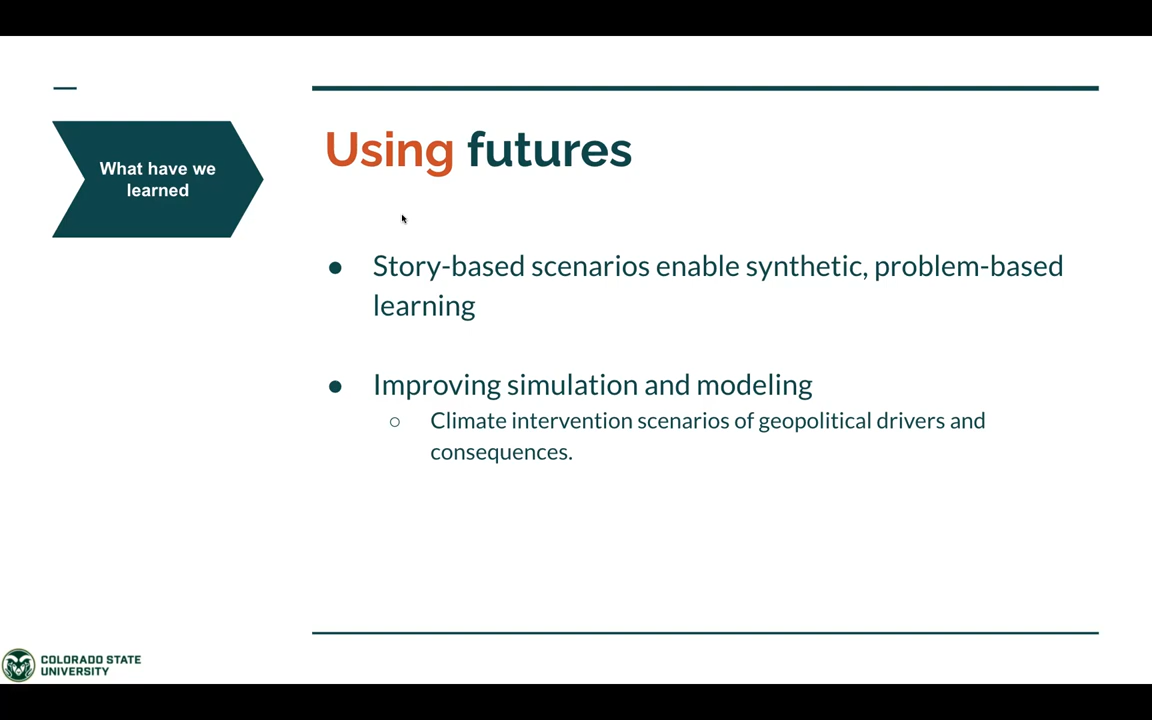 What have we
learned
Using futures
● Story-based scenarios enable synthetic, problem-based
learning
● Improving simulation and modeling
○ Climate intervention scenarios of geopolitical drivers and
consequences.
COLORADO STATE
UNIVERSITY